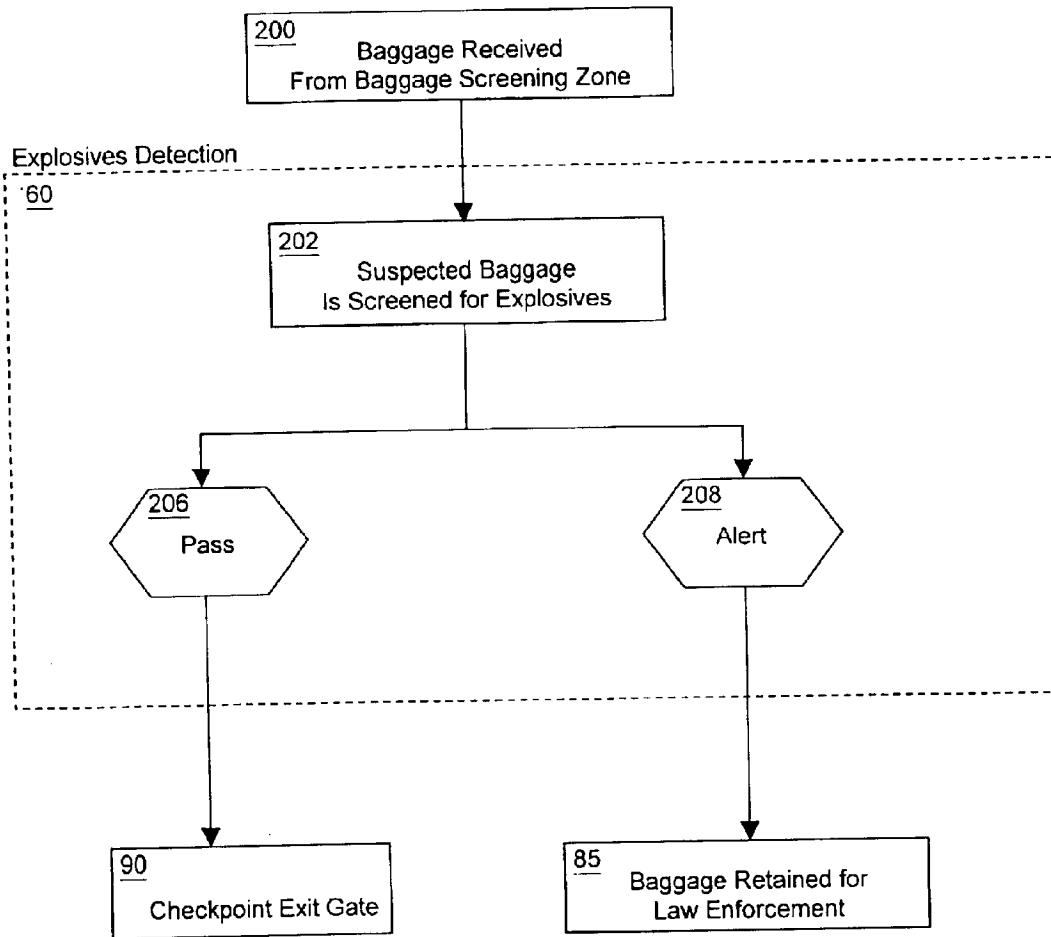 200
Baggage Received
From Baggage Screening Zone
Explosives Detection
60
202
Suspected Baggage
Is Screened for Explosives
206
Pass
208
Alert
90
Checkpoint Exit Gate
85
Baggage Retained for
Law Enforcement